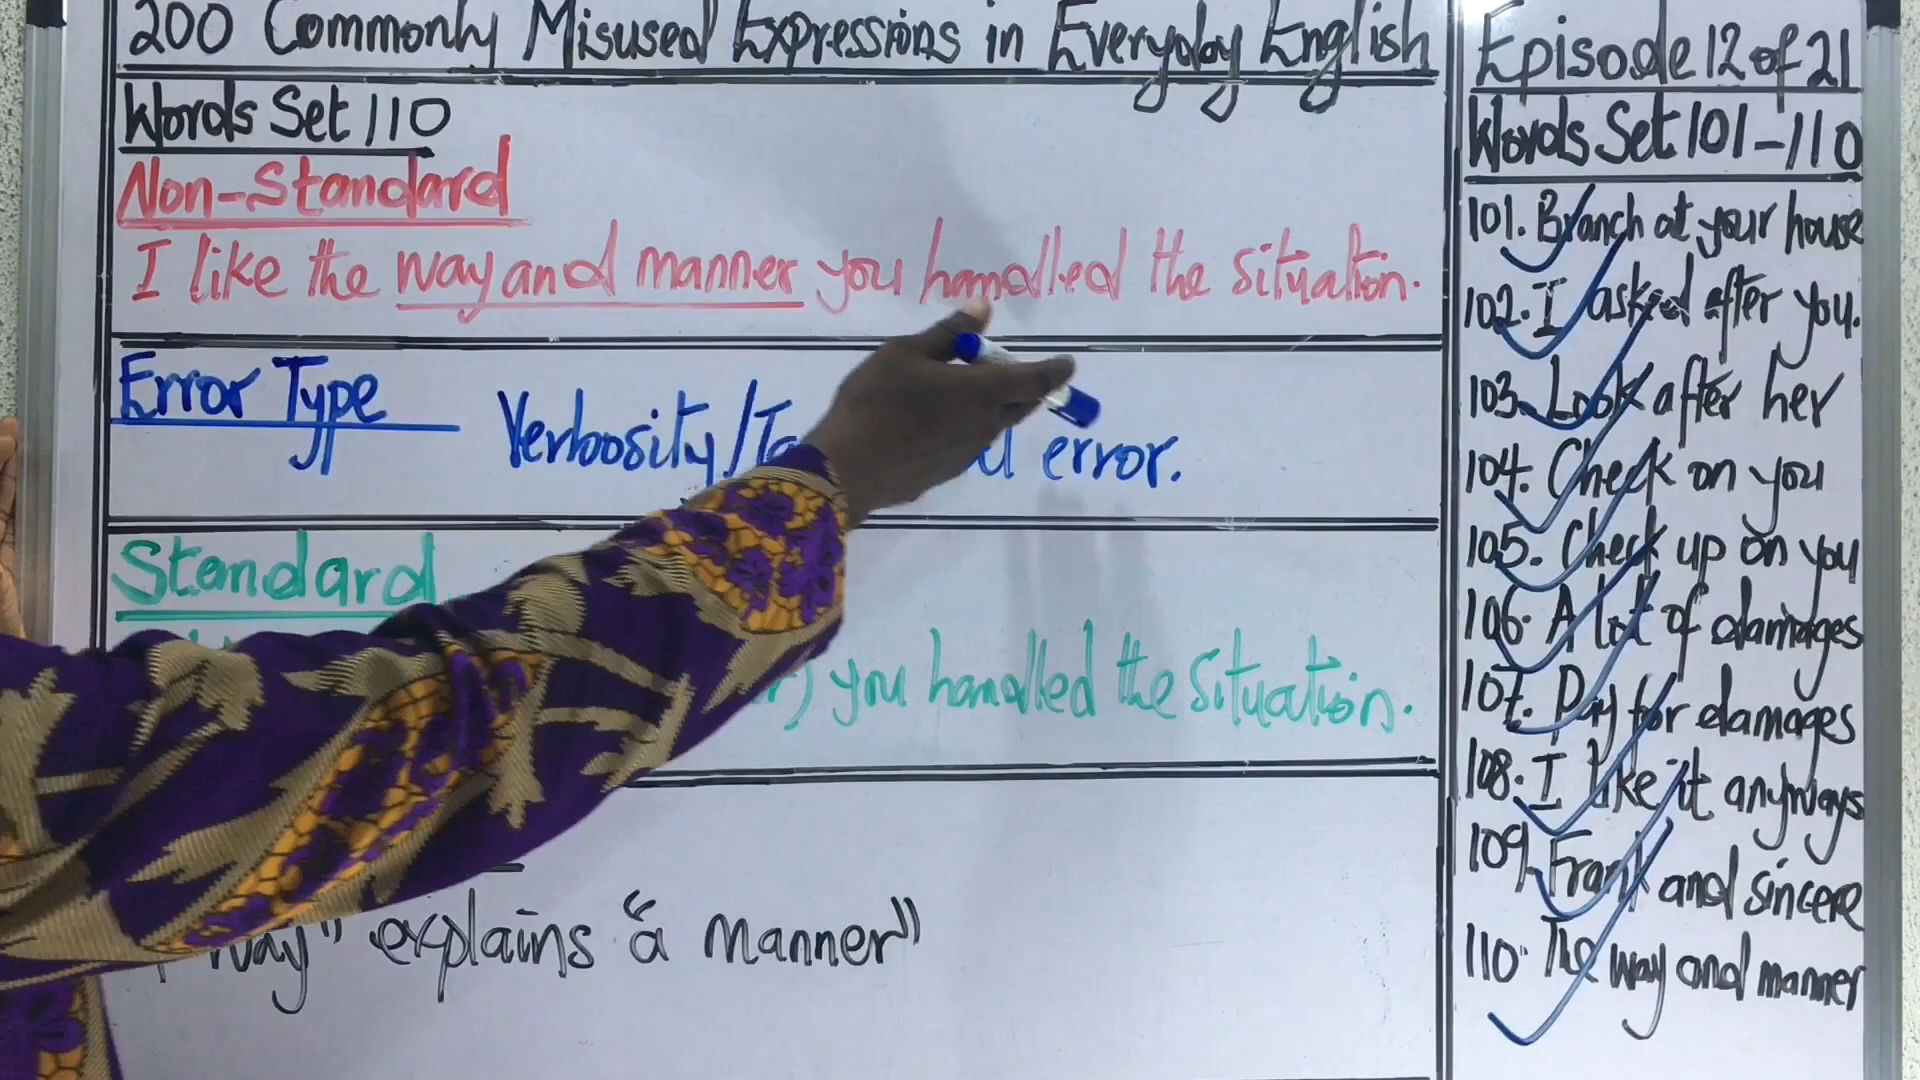 200 Commonly Misused Expressions in Everyday English
Words Set 110
Non-Standard
I like the way and manner you handled the situation.
Error Type
Verbosity/ error.
Standard
you handled the situation.
way" explains "a manner"
Episode 12 of 21
Words Set 101-110
101. Branch at your house
102. I asked after you.
103. Look after her
104. Check on you
105. Check up on you
106. A lot of damages
107. Pay for damages
108. I like it anyways
109. Frank and sincere
110. The way and manner